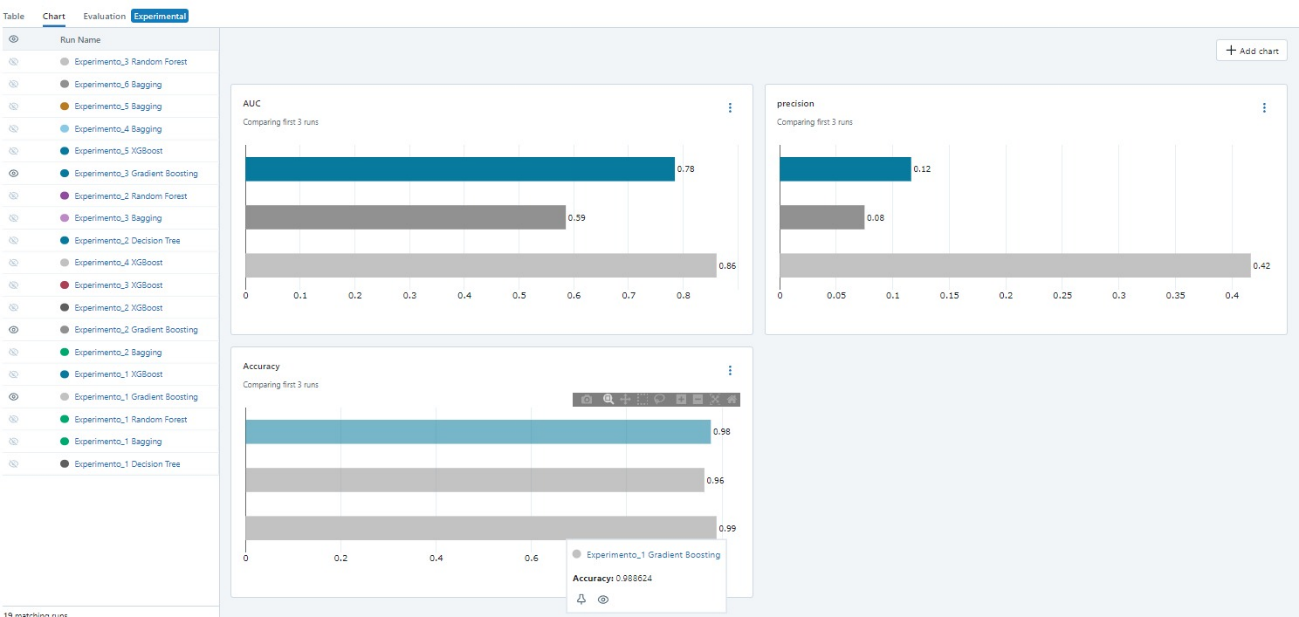 Table Chart Evaluation Experimental
Run Name
Experimento_3 Random Forest
Experimento_6 Bagging
Experimento_5 Bagging
Experimento_4 Bagging
Experimento_5 XGBoost
Experimento_3 Gradient Boosting
Experimento_2 Random Forest
Experimento_3 Bagging
Experimento_2 Decision Tree
Experimento_4 XGBoost
Experimento_3 XGBoost
Experimento_2 XGBoost
Experimento_2 Gradient Boosting
Experimento_2 Bagging
Experimento_1 XGBoost
Experimento_1 Gradient Boosting
Experimento_1 Random Forest
Experimento_1 Bagging
Experimento_1 Decision Tree
19 matching runs
+ Add chart
AUC
Comparing first 3 runs
0.78
0.59
0.86
0 0.1 0.2 0.3 0.4 0.5 0.6 0.7 0.8
precision
Comparing first 3 runs
0.12
0.08
0.42
0 0.05 0.1 0.15 0.2 0.25 0.3 0.35 0.4
Accuracy
Comparing first 3 runs
0.98
0.96
0.99
0 0.2 0.4 0.6
Experimento_1 Gradient Boosting
Accuracy: 0.988624